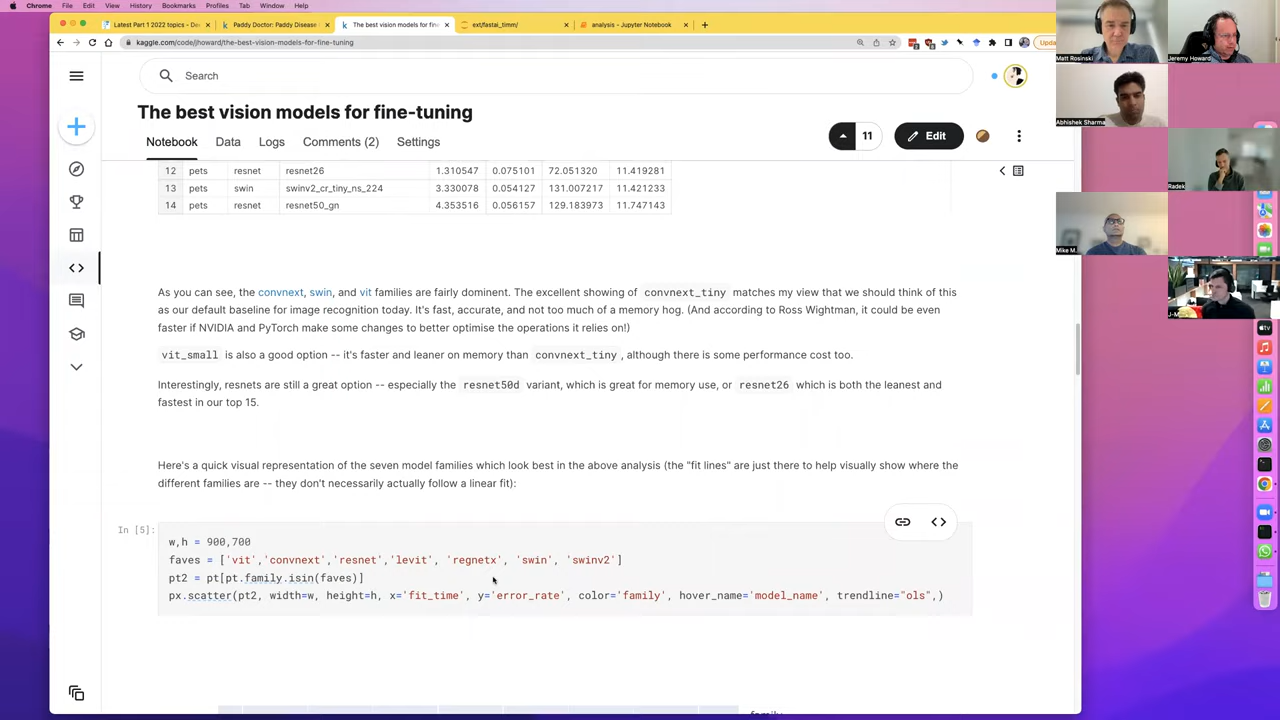 Chrome File Edit View History Bookmarks Profiles Tab Window Help
Latest Part 1 2022 topics - De
Paddy Doctor: Paddy Disease
The best vision models for fin
ext/fastai_timm/
analysis - Jupyter Notebook
kaggle.com/code/jhoward/the-best-vision-models-for-fine-tuning
Upda
Search
The best vision models for fine-tuning
11
Edit
Notebook Data Logs Comments (2) Settings
12 pets resnet resnet26 1.310547 0.075101 72.051320 11.419281
13 pets swin swinv2_cr_tiny_ns_224 3.330078 0.054127 131.007217 11.421233
14 pets resnet resnet50_gn 4.353516 0.056157 129.183973 11.747143
As you can see, the convnext, swin, and vit families are fairly dominant. The excellent showing of convnext_tiny matches my view that we should think of this
as our default baseline for image recognition today. It's fast, accurate, and not too much of a memory hog. (And according to Ross Wightman, it could be even
faster if NVIDIA and PyTorch make some changes to better optimise the operations it relies on!)
vit_small is also a good option -- it's faster and leaner on memory than convnext_tiny, although there is some performance cost too.
Interestingly, resnets are still a great option -- especially the resnet50d variant, which is great for memory use, or resnet26 which is both the leanest and
fastest in our top 15.
Here's a quick visual representation of the seven model families which look best in the above analysis (the "fit lines" are just there to help visually show where the
different families are -- they don't necessarily actually follow a linear fit):
In [5]:
w,h = 900,700
faves = ['vit','convnext','resnet','levit', 'regnetx', 'swin', 'swinv2']
pt2 = pt[pt.family.isin(faves)]
px.scatter(pt2, width=w, height=h, x='fit_time', y='error_rate', color='family', hover_name='model_name', trendline="ols",)
family
Matt Rosinski
Jeremy Howard
Abhishek Sharma
Radek
Mike M.